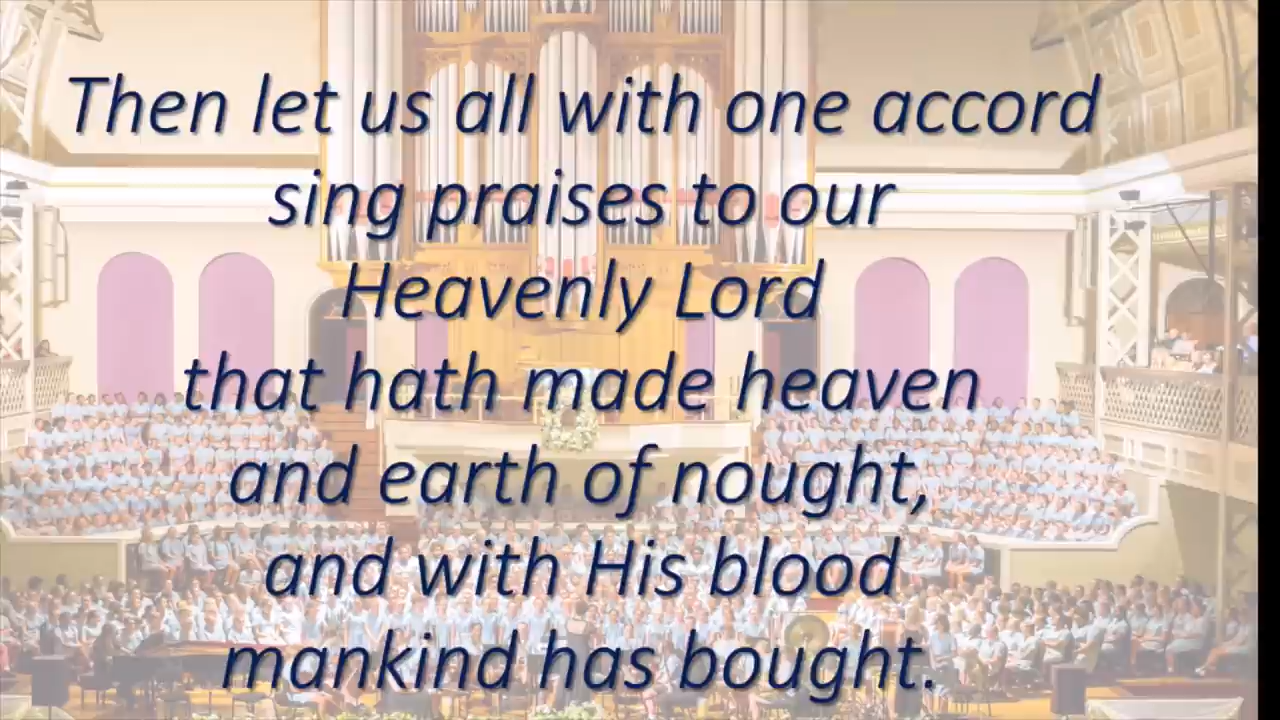 Then let us all with one accord
sing praises to our
Heavenly Lord
that hath made heaven
and earth of nought,
and with His blood
mankind has bought.